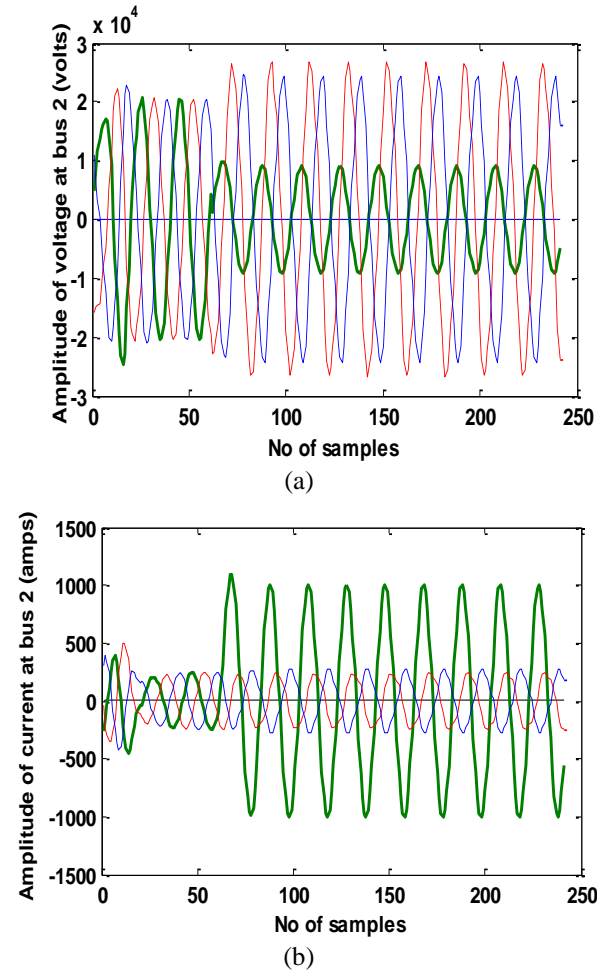 x 10^4
Amplitude of voltage at bus 2 (volts)
3
2
1
0
-1
-2
-3
0 50 100 150 200 250
No of samples
(a)
Amplitude of current at bus 2 (amps)
1500
1000
500
0
-500
-1000
-1500
0 50 100 150 200 250
No of samples
(b)